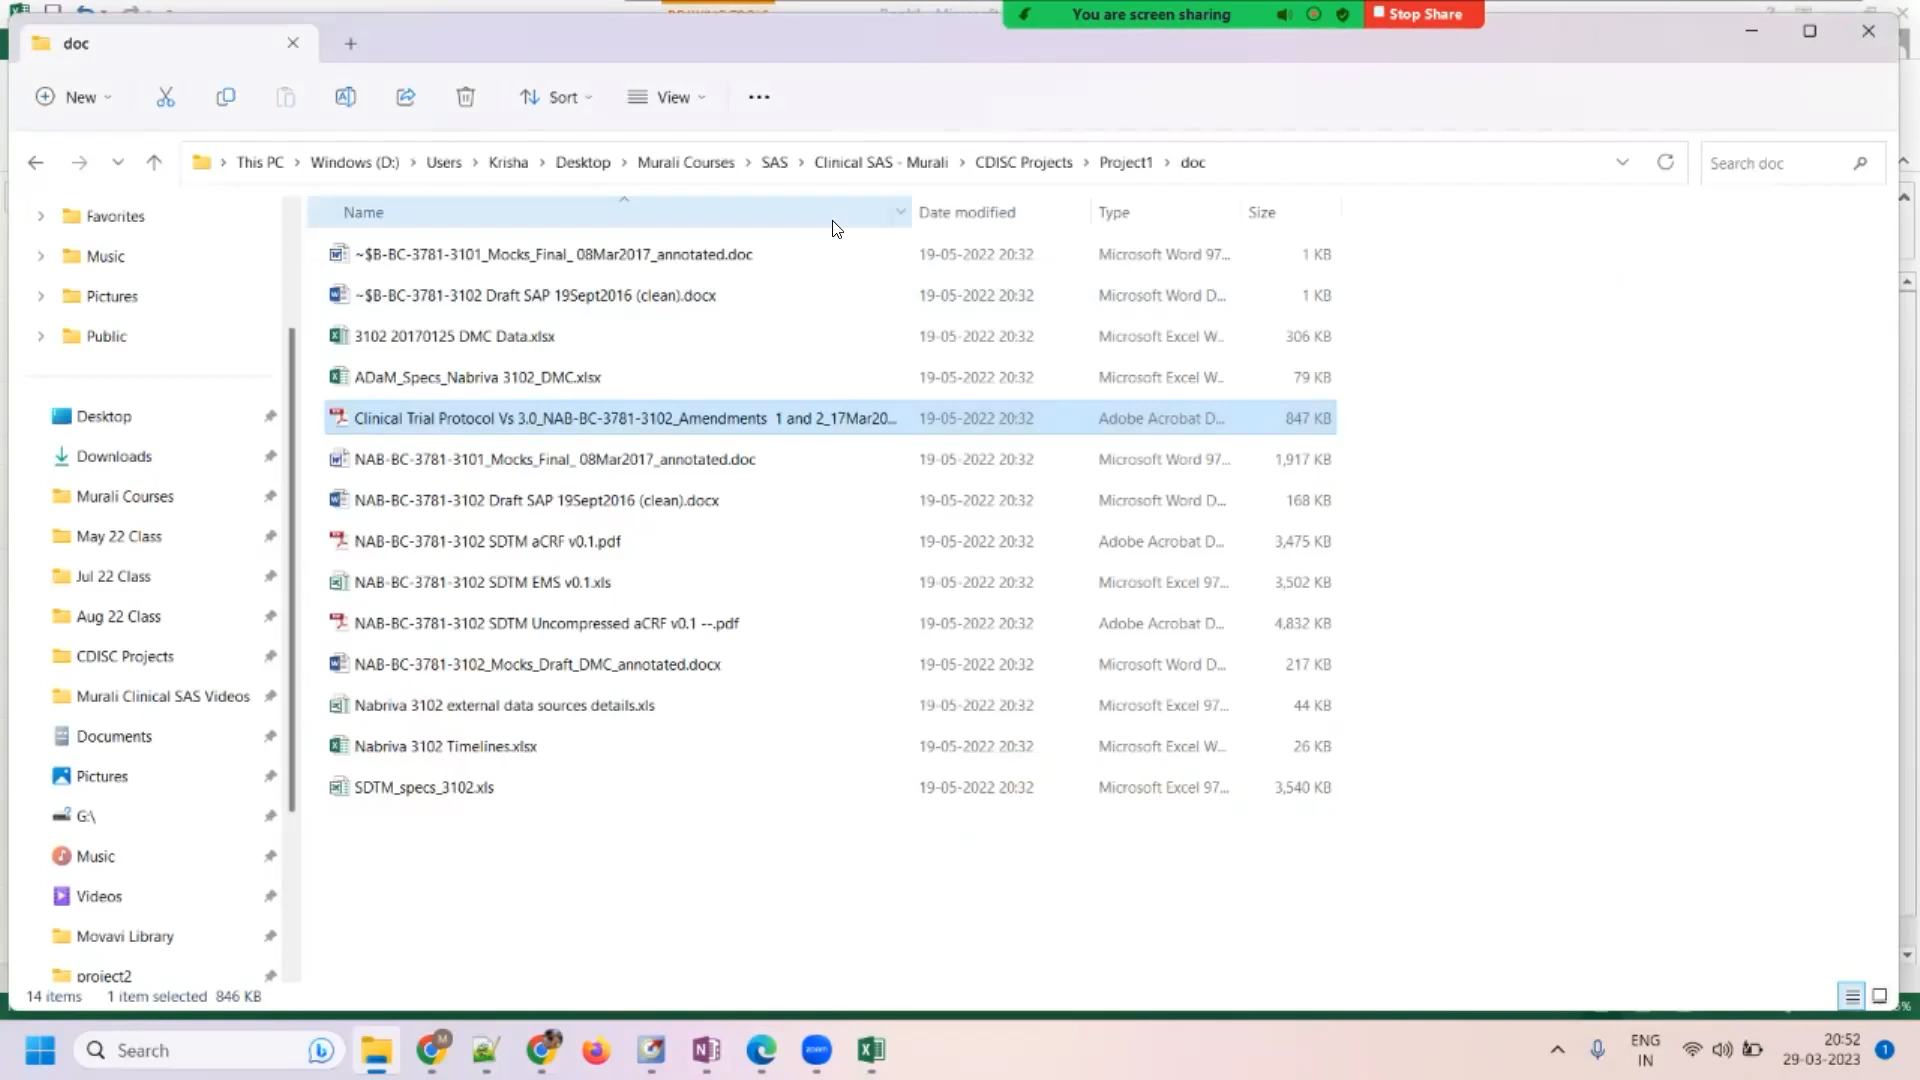 You are screen sharing
Stop Share
doc
New
Sort
View
This PC > Windows (D:) > Users > Krisha > Desktop > Murali Courses > SAS > Clinical SAS - Murali > CDISC Projects > Project1 > doc
Search doc
Name Date modified Type Size
~$B-BC-3781-3101_Mocks_Final_ 08Mar2017_annotated.doc 19-05-2022 20:32 Microsoft Word 97... 1 KB
~$B-BC-3781-3102 Draft SAP 19Sept2016 (clean).docx 19-05-2022 20:32 Microsoft Word D... 1 KB
3102 20170125 DMC Data.xlsx 19-05-2022 20:32 Microsoft Excel W... 306 KB
ADaM_Specs_Nabriva 3102_DMC.xlsx 19-05-2022 20:32 Microsoft Excel W... 79 KB
Clinical Trial Protocol Vs 3.0_NAB-BC-3781-3102_Amendments 1 and 2_17Mar20... 19-05-2022 20:32 Adobe Acrobat D... 847 KB
NAB-BC-3781-3101_Mocks_Final_ 08Mar2017_annotated.doc 19-05-2022 20:32 Microsoft Word 97... 1,917 KB
NAB-BC-3781-3102 Draft SAP 19Sept2016 (clean).docx 19-05-2022 20:32 Microsoft Word D... 168 KB
NAB-BC-3781-3102 SDTM aCRF v0.1.pdf 19-05-2022 20:32 Adobe Acrobat D... 3,475 KB
NAB-BC-3781-3102 SDTM EMS v0.1.xls 19-05-2022 20:32 Microsoft Excel 97... 3,502 KB
NAB-BC-3781-3102 SDTM Uncompressed aCRF v0.1 --.pdf 19-05-2022 20:32 Adobe Acrobat D... 4,832 KB
NAB-BC-3781-3102_Mocks_Draft_DMC_annotated.docx 19-05-2022 20:32 Microsoft Word D... 217 KB
Nabriva 3102 external data sources details.xls 19-05-2022 20:32 Microsoft Excel 97... 44 KB
Nabriva 3102 Timelines.xlsx 19-05-2022 20:32 Microsoft Excel W... 26 KB
SDTM_specs_3102.xls 19-05-2022 20:32 Microsoft Excel 97... 3,540 KB
Favorites
Music
Pictures
Public
Desktop
Downloads
Murali Courses
May 22 Class
Jul 22 Class
Aug 22 Class
CDISC Projects
Murali Clinical SAS Videos
Documents
Pictures
G:\
Music
Videos
Movavi Library
project2
14 items 1 item selected 846 KB
Search
zoom
ENG
IN
20:52
29-03-2023
1